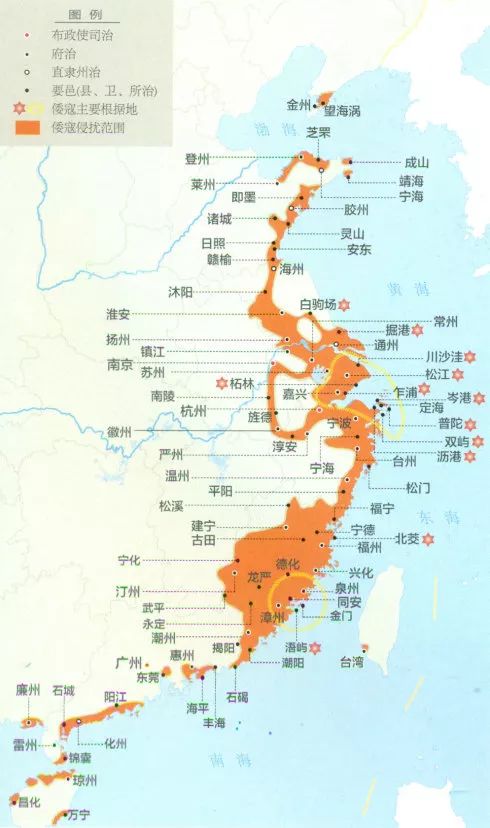 图 例
布政使司治
府治
直隶州治
要邑(县、卫、所治)
倭寇主要根据地
倭寇侵扰范围
金州
望海涡
渤 海
芝罘
登州
成山
莱州
靖海
宁海
即墨
胶州
诸城
灵山
日照
安东
赣榆
海州
黄 海
沭阳
白驹场
淮安
常州
掘港
扬州
通州
镇江
川沙洼
南京
松江
苏州
柘林
乍浦
嘉兴
岑港
南陵
定海
杭州
旌德
普陀
宁波
徽州
双屿
淳安
沥港
严州
台州
宁海
温州
松门
平阳
松溪
福宁
东 海
建宁
宁德
古田
北茭
福州
宁化
德化
兴化
龙严
泉州
汀州
同安
武平
漳州
金门
永定
浯屿
潮州
揭阳
潮阳
台湾
广州
惠州
东莞
石碣
廉州
石城
阳江
海平
丰海
雷州
化州
南 海
锦囊
琼州
昌化
万宁